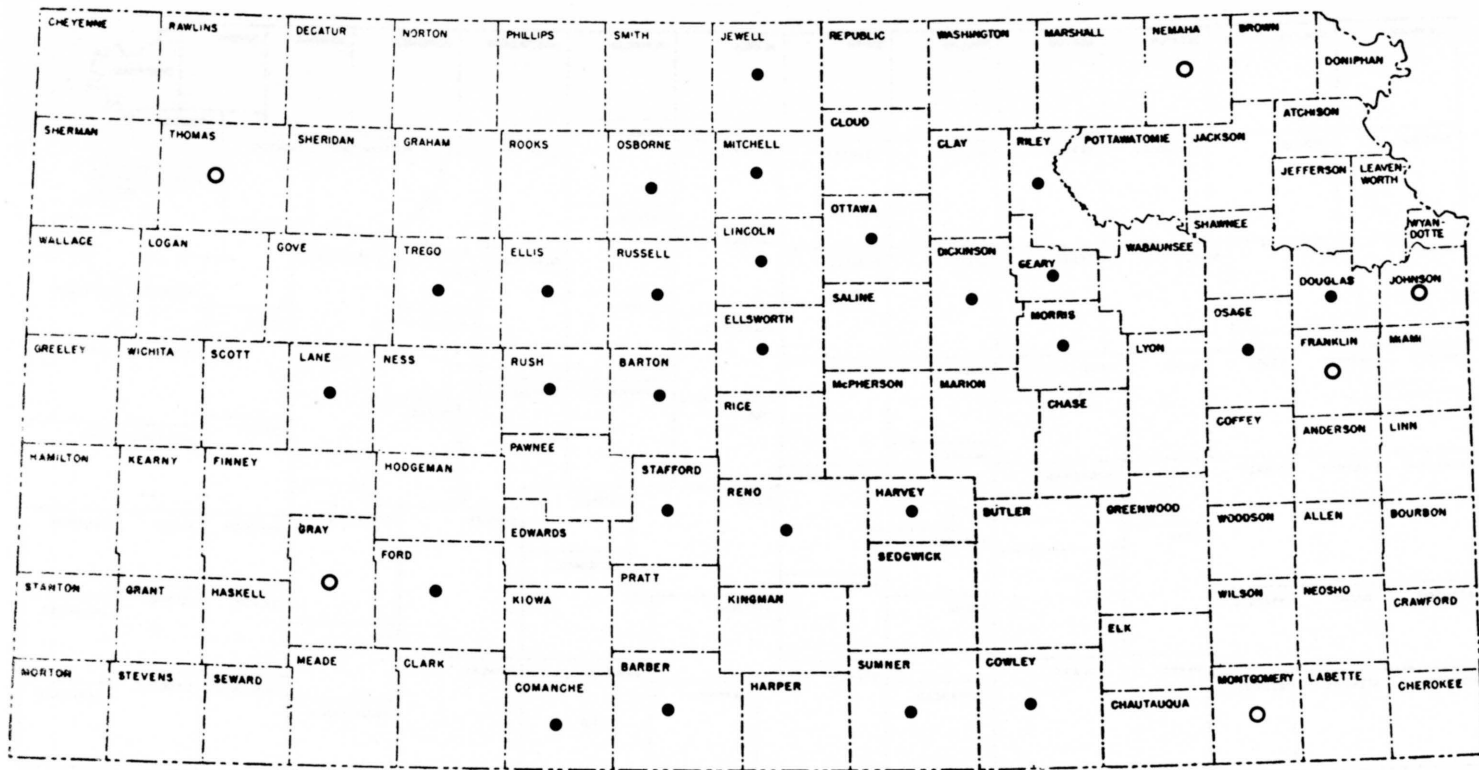 CHEYENNE
RAWLINS
DECATUR
NORTON
PHILLIPS
SMITH
JEWELL
REPUBLIC
WASHINGTON
MARSHALL
NEMAHA
BROWN
DONIPHAN
SHERMAN
THOMAS
SHERIDAN
GRAHAM
ROOKS
OSBORNE
MITCHELL
CLOUD
CLAY
RILEY
POTTAWATOMIE
JACKSON
ATCHISON
JEFFERSON
LEAVEN
WORTH
WALLACE
LOGAN
GOVE
TREGO
ELLIS
RUSSELL
LINCOLN
OTTAWA
DICKINSON
GEARY
WABAUNSEE
SHAWNEE
WYAN
DOTTE
DOUGLAS
JOHNSON
ELLSWORTH
SALINE
MORRIS
OSAGE
GREELEY
WICHITA
SCOTT
LANE
NESS
RUSH
BARTON
RICE
McPHERSON
MARION
CHASE
LYON
FRANKLIN
MIAMI
COFFEY
ANDERSON
LINN
HAMILTON
KEARNY
FINNEY
HODGEMAN
PAWNEE
STAFFORD
RENO
HARVEY
BUTLER
GREENWOOD
WOODSON
ALLEN
BOURBON
GRAY
FORD
EDWARDS
SEDGWICK
STANTON
GRANT
HASKELL
KIOWA
PRATT
KINGMAN
ELK
WILSON
NEOSHO
CRAWFORD
MORTON
STEVENS
SEWARD
MEADE
CLARK
COMANCHE
BARBER
HARPER
SUMNER
COWLEY
CHAUTAUQUA
MONTGOMERY
LABETTE
CHEROKEE